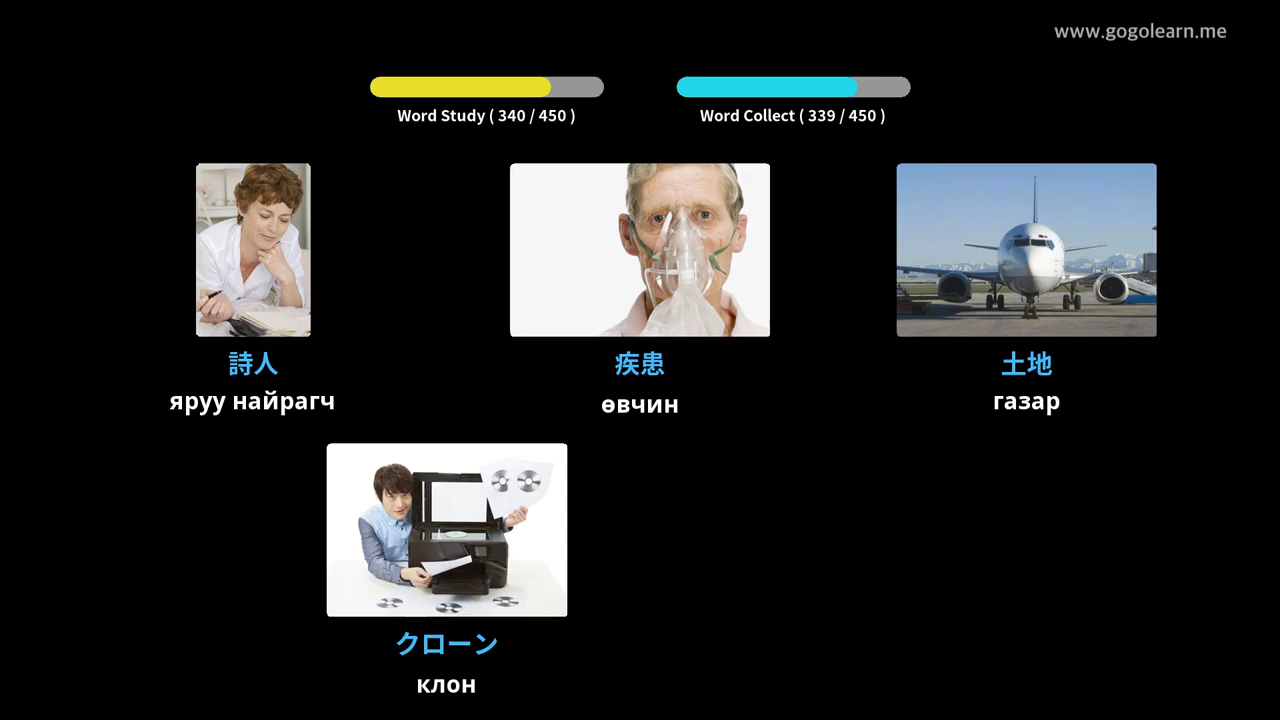 www.gogolearn.me
Word Study ( 340 / 450 )
Word Collect ( 339 / 450 )
詩人
яруу найрагч
疾患
өвчин
土地
газар
クローン
клон